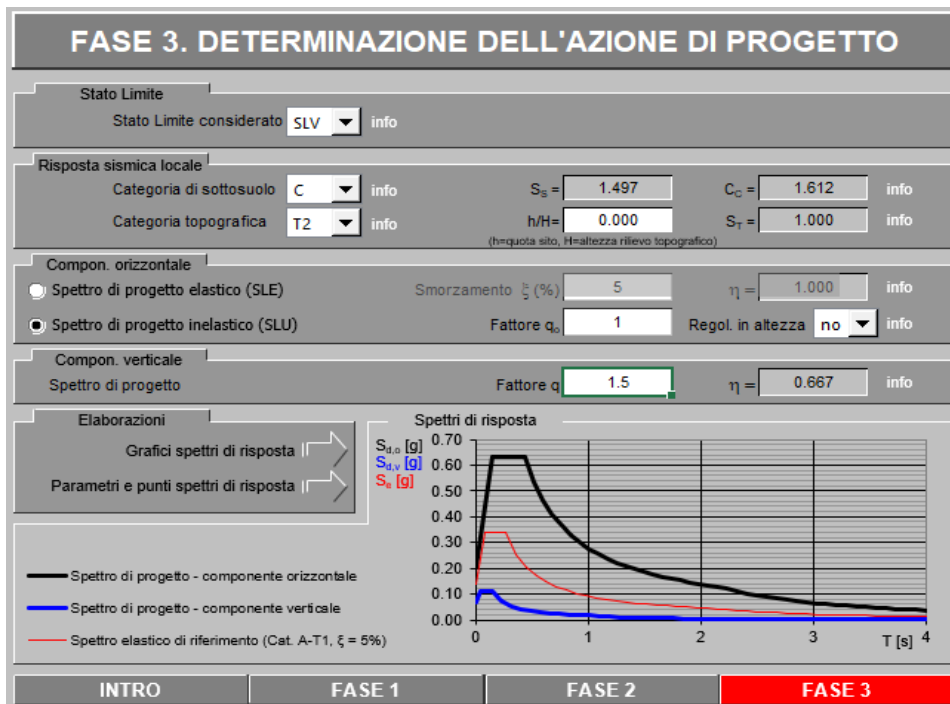 FASE 3. DETERMINAZIONE DELL'AZIONE DI PROGETTO
Stato Limite
Stato Limite considerato SLV info
Risposta sismica locale
Categoria di sottosuolo C info S_S = 1.497 C_C = 1.612 info
Categoria topografica T2 info h/H= 0.000 S_T = 1.000 info
(h=quota sito, H=altezza rilievo topografico)
Compon. orizzontale
Spettro di progetto elastico (SLE) Smorzamento ξ (%) 5 η = 1.000 info
Spettro di progetto inelastico (SLU) Fattore q_o 1 Regol. in altezza no info
Compon. verticale
Spettro di progetto Fattore q 1.5 η = 0.667 info
Elaborazioni
Grafici spettri di risposta
Parametri e punti spettri di risposta
Spettri di risposta
S_d,o [g]
S_d,v [g]
S_e [g]
0.70
0.60
0.50
0.40
0.30
0.20
0.10
0.00
0 1 2 3 4
T [s]
Spettro di progetto - componente orizzontale
Spettro di progetto - componente verticale
Spettro elastico di riferimento (Cat. A-T1, ξ = 5%)
INTRO FASE 1 FASE 2 FASE 3